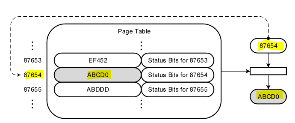 Page Table
87654
87653 EF452 Status Bits for 87653
87654 ABCD0 Status Bits for 87654
87655 ABDDD Status Bits for 87655
ABCD0